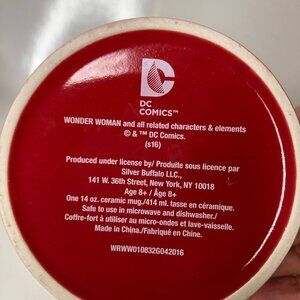 DC
COMICS™
WONDER WOMAN and all related characters & elements
© & ™ DC Comics.
(s16)
Produced under license by/ Produite sous licence par
Silver Buffalo LLC.,
141 W. 36th Street, New York, NY 10018
Age 8+ / Âge 8+
One 14 oz. ceramic mug./414 ml. tasse en céramique.
Safe to use in microwave and dishwasher./
Coffre-fort à utiliser au micro-ondes et lave-vaisselle.
Made in China./Fabriqué en Chine.
WRWW010832G042016